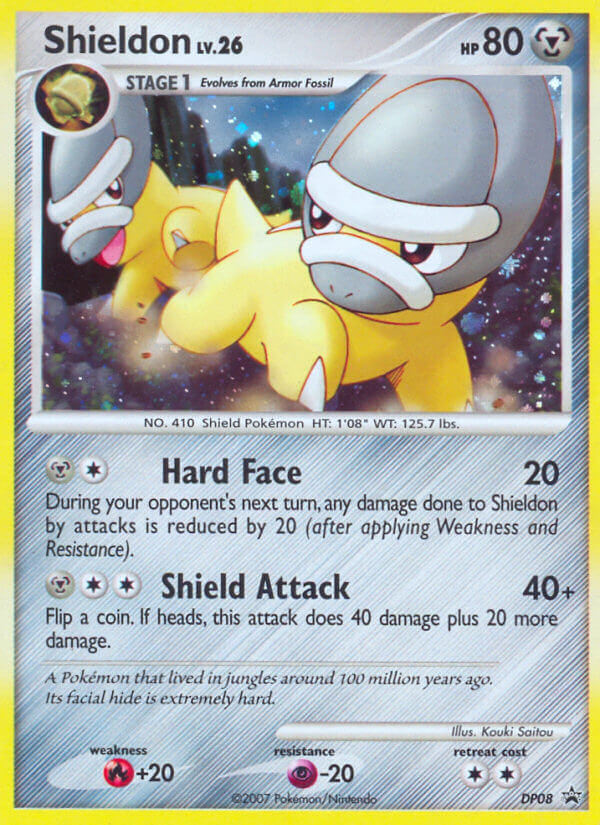 Shieldon LV.26 HP 80
STAGE 1 Evolves from Armor Fossil
NO. 410 Shield Pokémon HT: 1'08" WT: 125.7 lbs.
Hard Face 20
During your opponent's next turn, any damage done to Shieldon
by attacks is reduced by 20 (after applying Weakness and
Resistance).
Shield Attack 40+
Flip a coin. If heads, this attack does 40 damage plus 20 more
damage.
A Pokémon that lived in jungles around 100 million years ago.
Its facial hide is extremely hard.
Illus. Kouki Saitou
weakness resistance retreat cost
+20 -20
©2007 Pokémon/Nintendo DP08